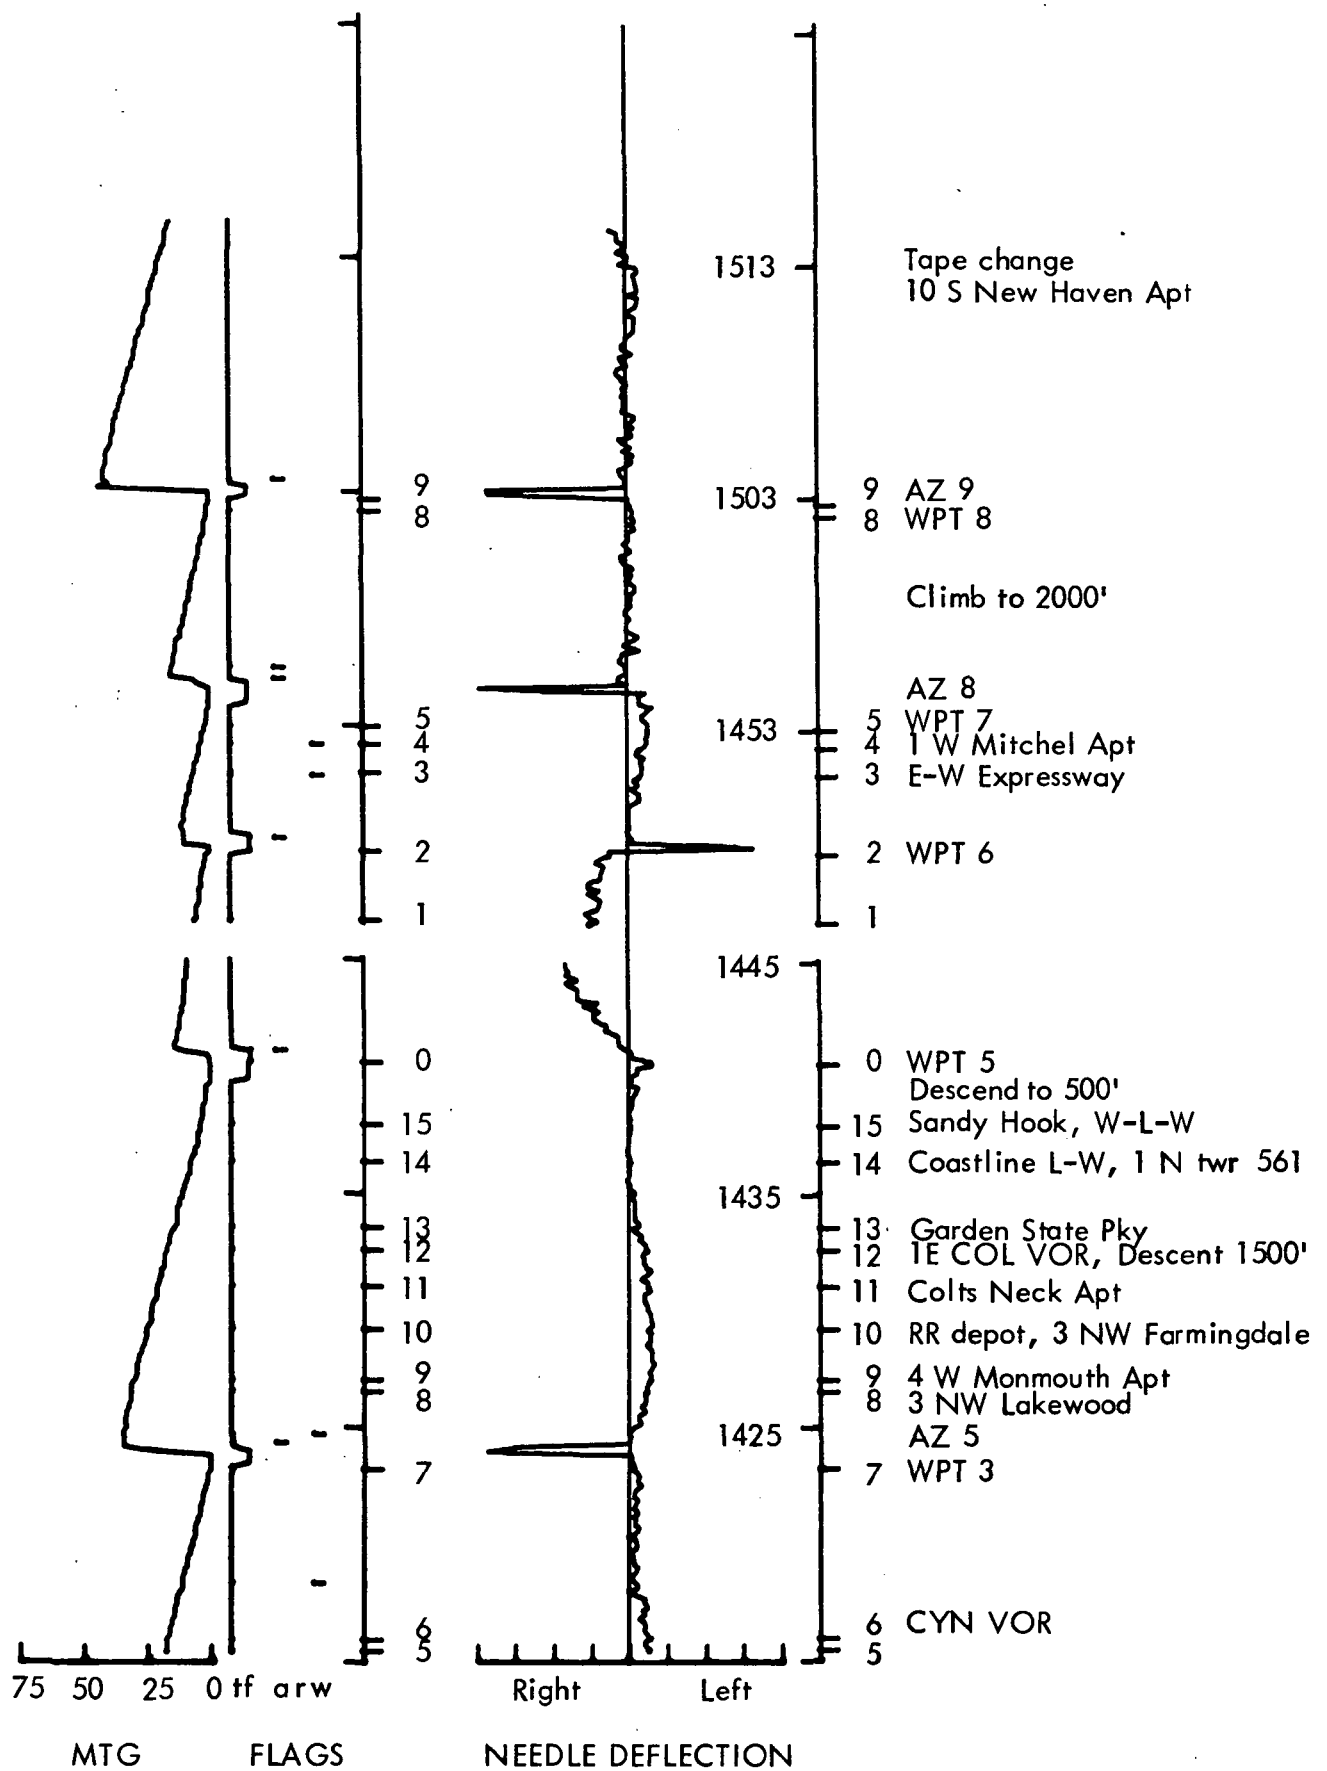 1513 Tape change
10 S New Haven Apt
9 1503 9 AZ 9
8 8 WPT 8
Climb to 2000'
AZ 8
5 1453 5 WPT 7
4 4 1 W Mitchel Apt
3 3 E-W Expressway
2 2 WPT 6
1 1
1445
0 0 WPT 5
Descend to 500'
15 15 Sandy Hook, W-L-W
14 14 Coastline L-W, 1 N twr 561
1435
13 13 Garden State Pky
12 12 1E COL VOR, Descent 1500'
11 11 Colts Neck Apt
10 10 RR depot, 3 NW Farmingdale
9 9 4 W Monmouth Apt
8 8 3 NW Lakewood
1425 AZ 5
7 7 WPT 3
6 6 CYN VOR
5 5
75 50 25 0 tf a r w Right Left
MTG FLAGS NEEDLE DEFLECTION